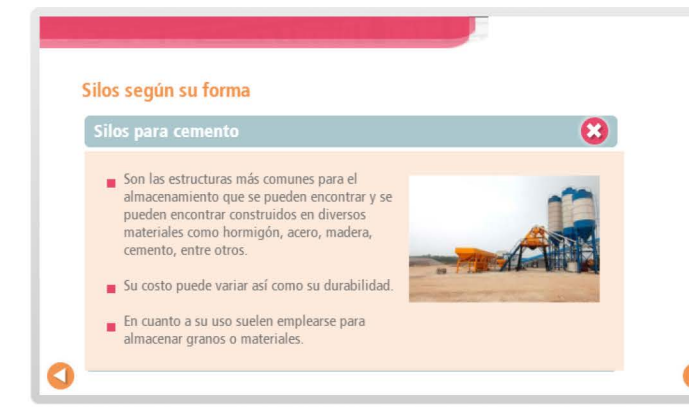 Silos según su forma
Silos para cemento
Son las estructuras más comunes para el
almacenamiento que se pueden encontrar y se
pueden encontrar construidos en diversos
materiales como hormigón, acero, madera,
cemento, entre otros.
Su costo puede variar así como su durabilidad.
En cuanto a su uso suelen emplearse para
almacenar granos o materiales.